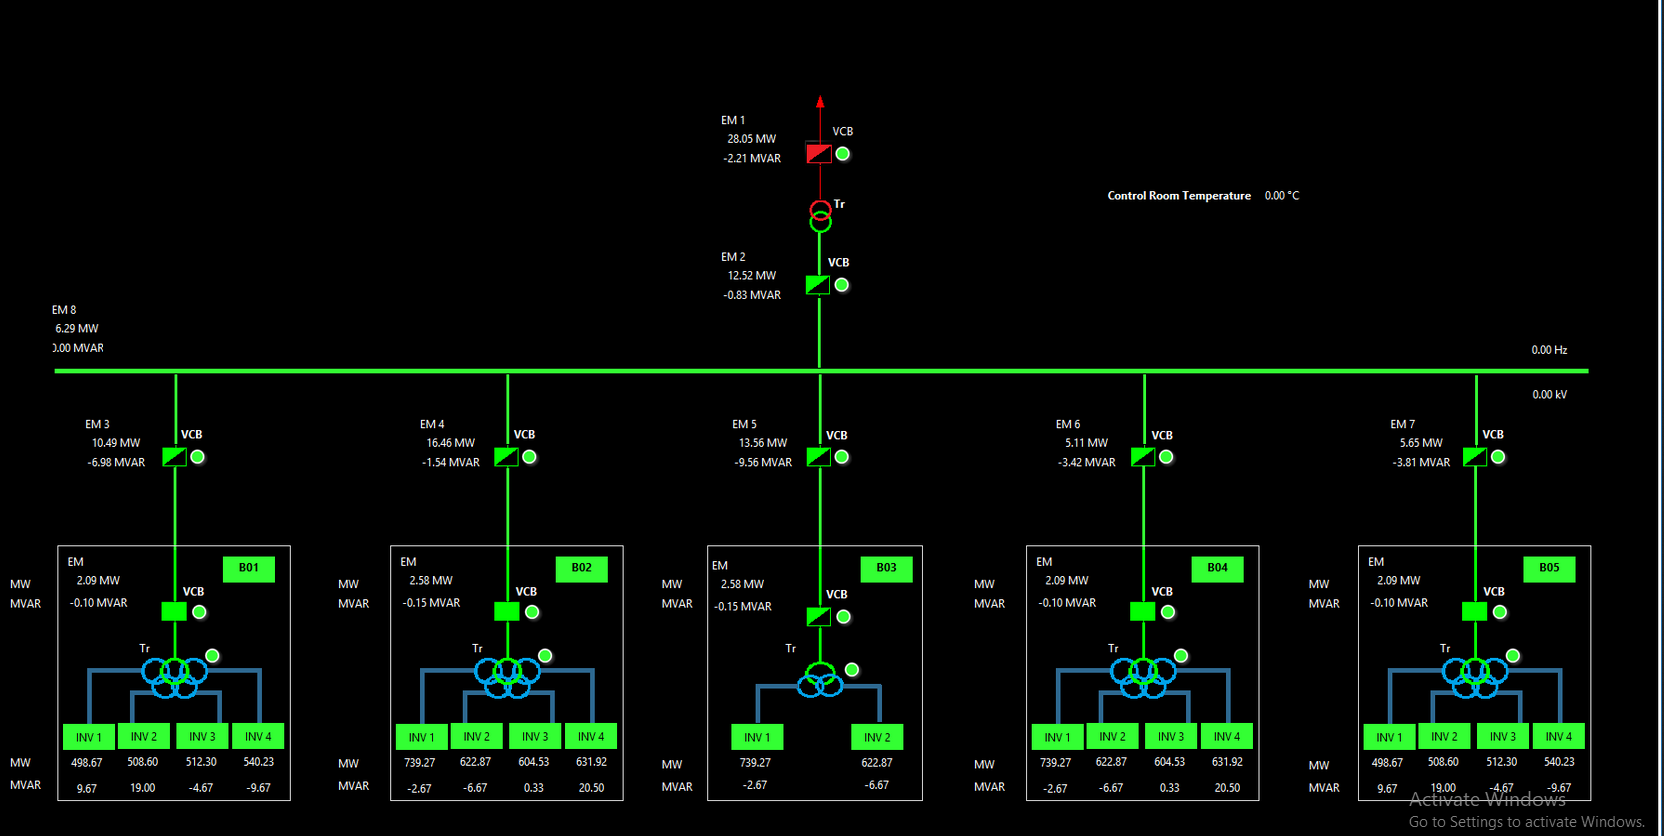 EM 1
VCB
28.05 MW
-2.21 MVAR
Control Room Temperature 0.00 °C
Tr
EM 2
VCB
12.52 MW
-0.83 MVAR
EM 8
6.29 MW
0.00 MVAR
0.00 Hz
0.00 kV
EM 3
10.49 MW
VCB
-6.98 MVAR
EM 4
16.46 MW
VCB
-1.54 MVAR
EM 5
13.56 MW
VCB
-9.56 MVAR
EM 6
5.11 MW
VCB
-3.42 MVAR
EM 7
5.65 MW
VCB
-3.81 MVAR
MW
MVAR
EM
B01
2.09 MW
-0.10 MVAR
VCB
Tr
INV 1 INV 2 INV 3 INV 4
MW 498.67 508.60 512.30 540.23
MVAR 9.67 19.00 -4.67 -9.67
MW
MVAR
EM
B02
2.58 MW
-0.15 MVAR
VCB
Tr
INV 1 INV 2 INV 3 INV 4
MW 739.27 622.87 604.53 631.92
MVAR -2.67 -6.67 0.33 20.50
MW
MVAR
EM
B03
2.58 MW
-0.15 MVAR
VCB
Tr
INV 1 INV 2
MW 739.27 622.87
MVAR -2.67 -6.67
MW
MVAR
EM
B04
2.09 MW
-0.10 MVAR
VCB
Tr
INV 1 INV 2 INV 3 INV 4
MW 739.27 622.87 604.53 631.92
MVAR -2.67 -6.67 0.33 20.50
MW
MVAR
EM
B05
2.09 MW
-0.10 MVAR
VCB
Tr
INV 1 INV 2 INV 3 INV 4
MW 498.67 508.60 512.30 540.23
MVAR 9.67 19.00 -4.67 -9.67
Activate Windows
Go to Settings to activate Windows.